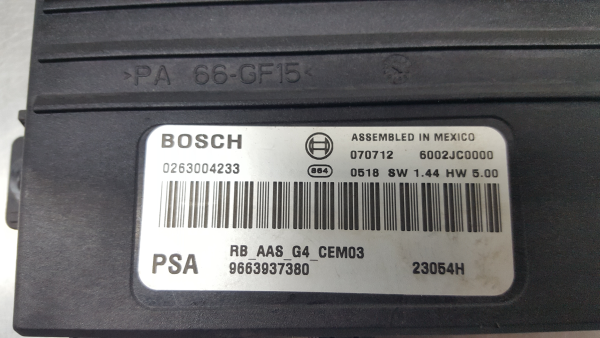 >PA 66-GF15<
BOSCH ASSEMBLED IN MEXICO
070712 6002JC0000
0263004233 864 0518 SW 1.44 HW 5.00
RB_AAS_G4_CEM03
PSA 9663937380 23054H